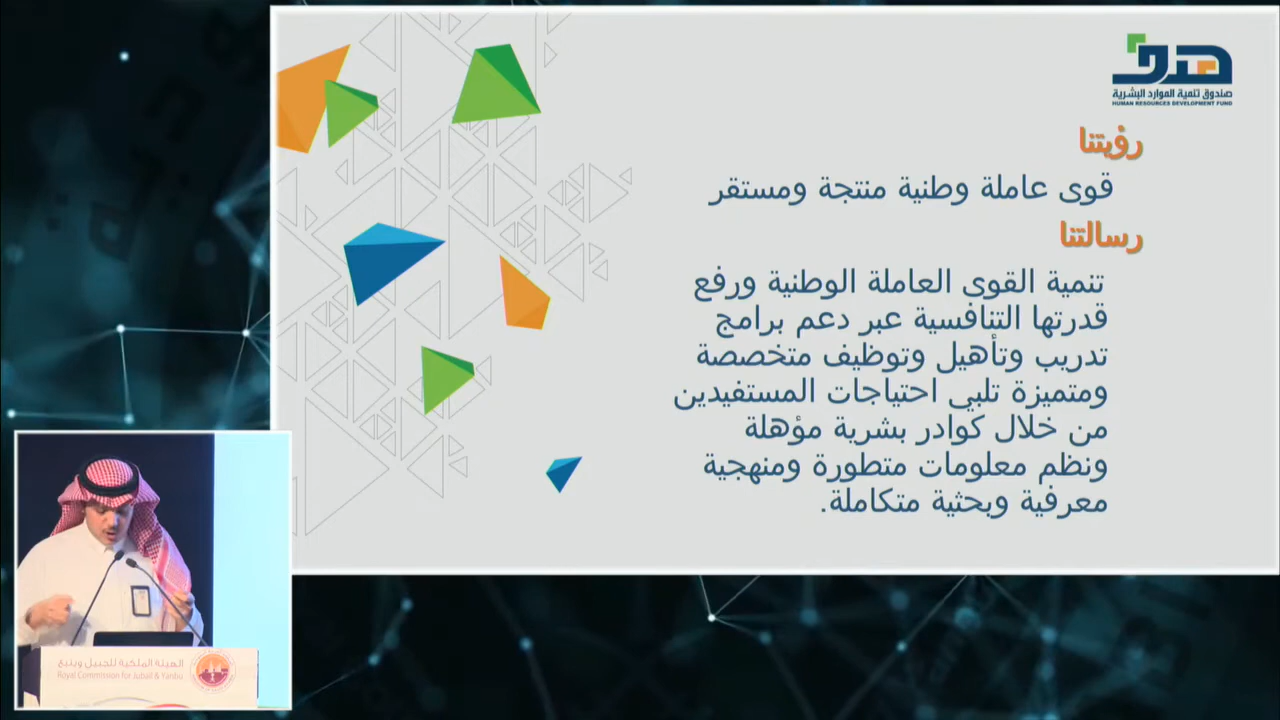 هدف
صندوق تنمية الموارد البشرية
HUMAN RESOURCES DEVELOPMENT FUND
رؤيتنا
قوى عاملة وطنية منتجة ومستقر
رسالتنا
تنمية القوى العاملة الوطنية ورفع
قدرتها التنافسية عبر دعم برامج
تدريب وتأهيل وتوظيف متخصصة
ومتميزة تلبي احتياجات المستفيدين
من خلال كوادر بشرية مؤهلة
ونظم معلومات متطورة ومنهجية
معرفية وبحثية متكاملة.
الهيئة الملكية للجبيل وينبع
Royal Commission for Jubail & Yanbu